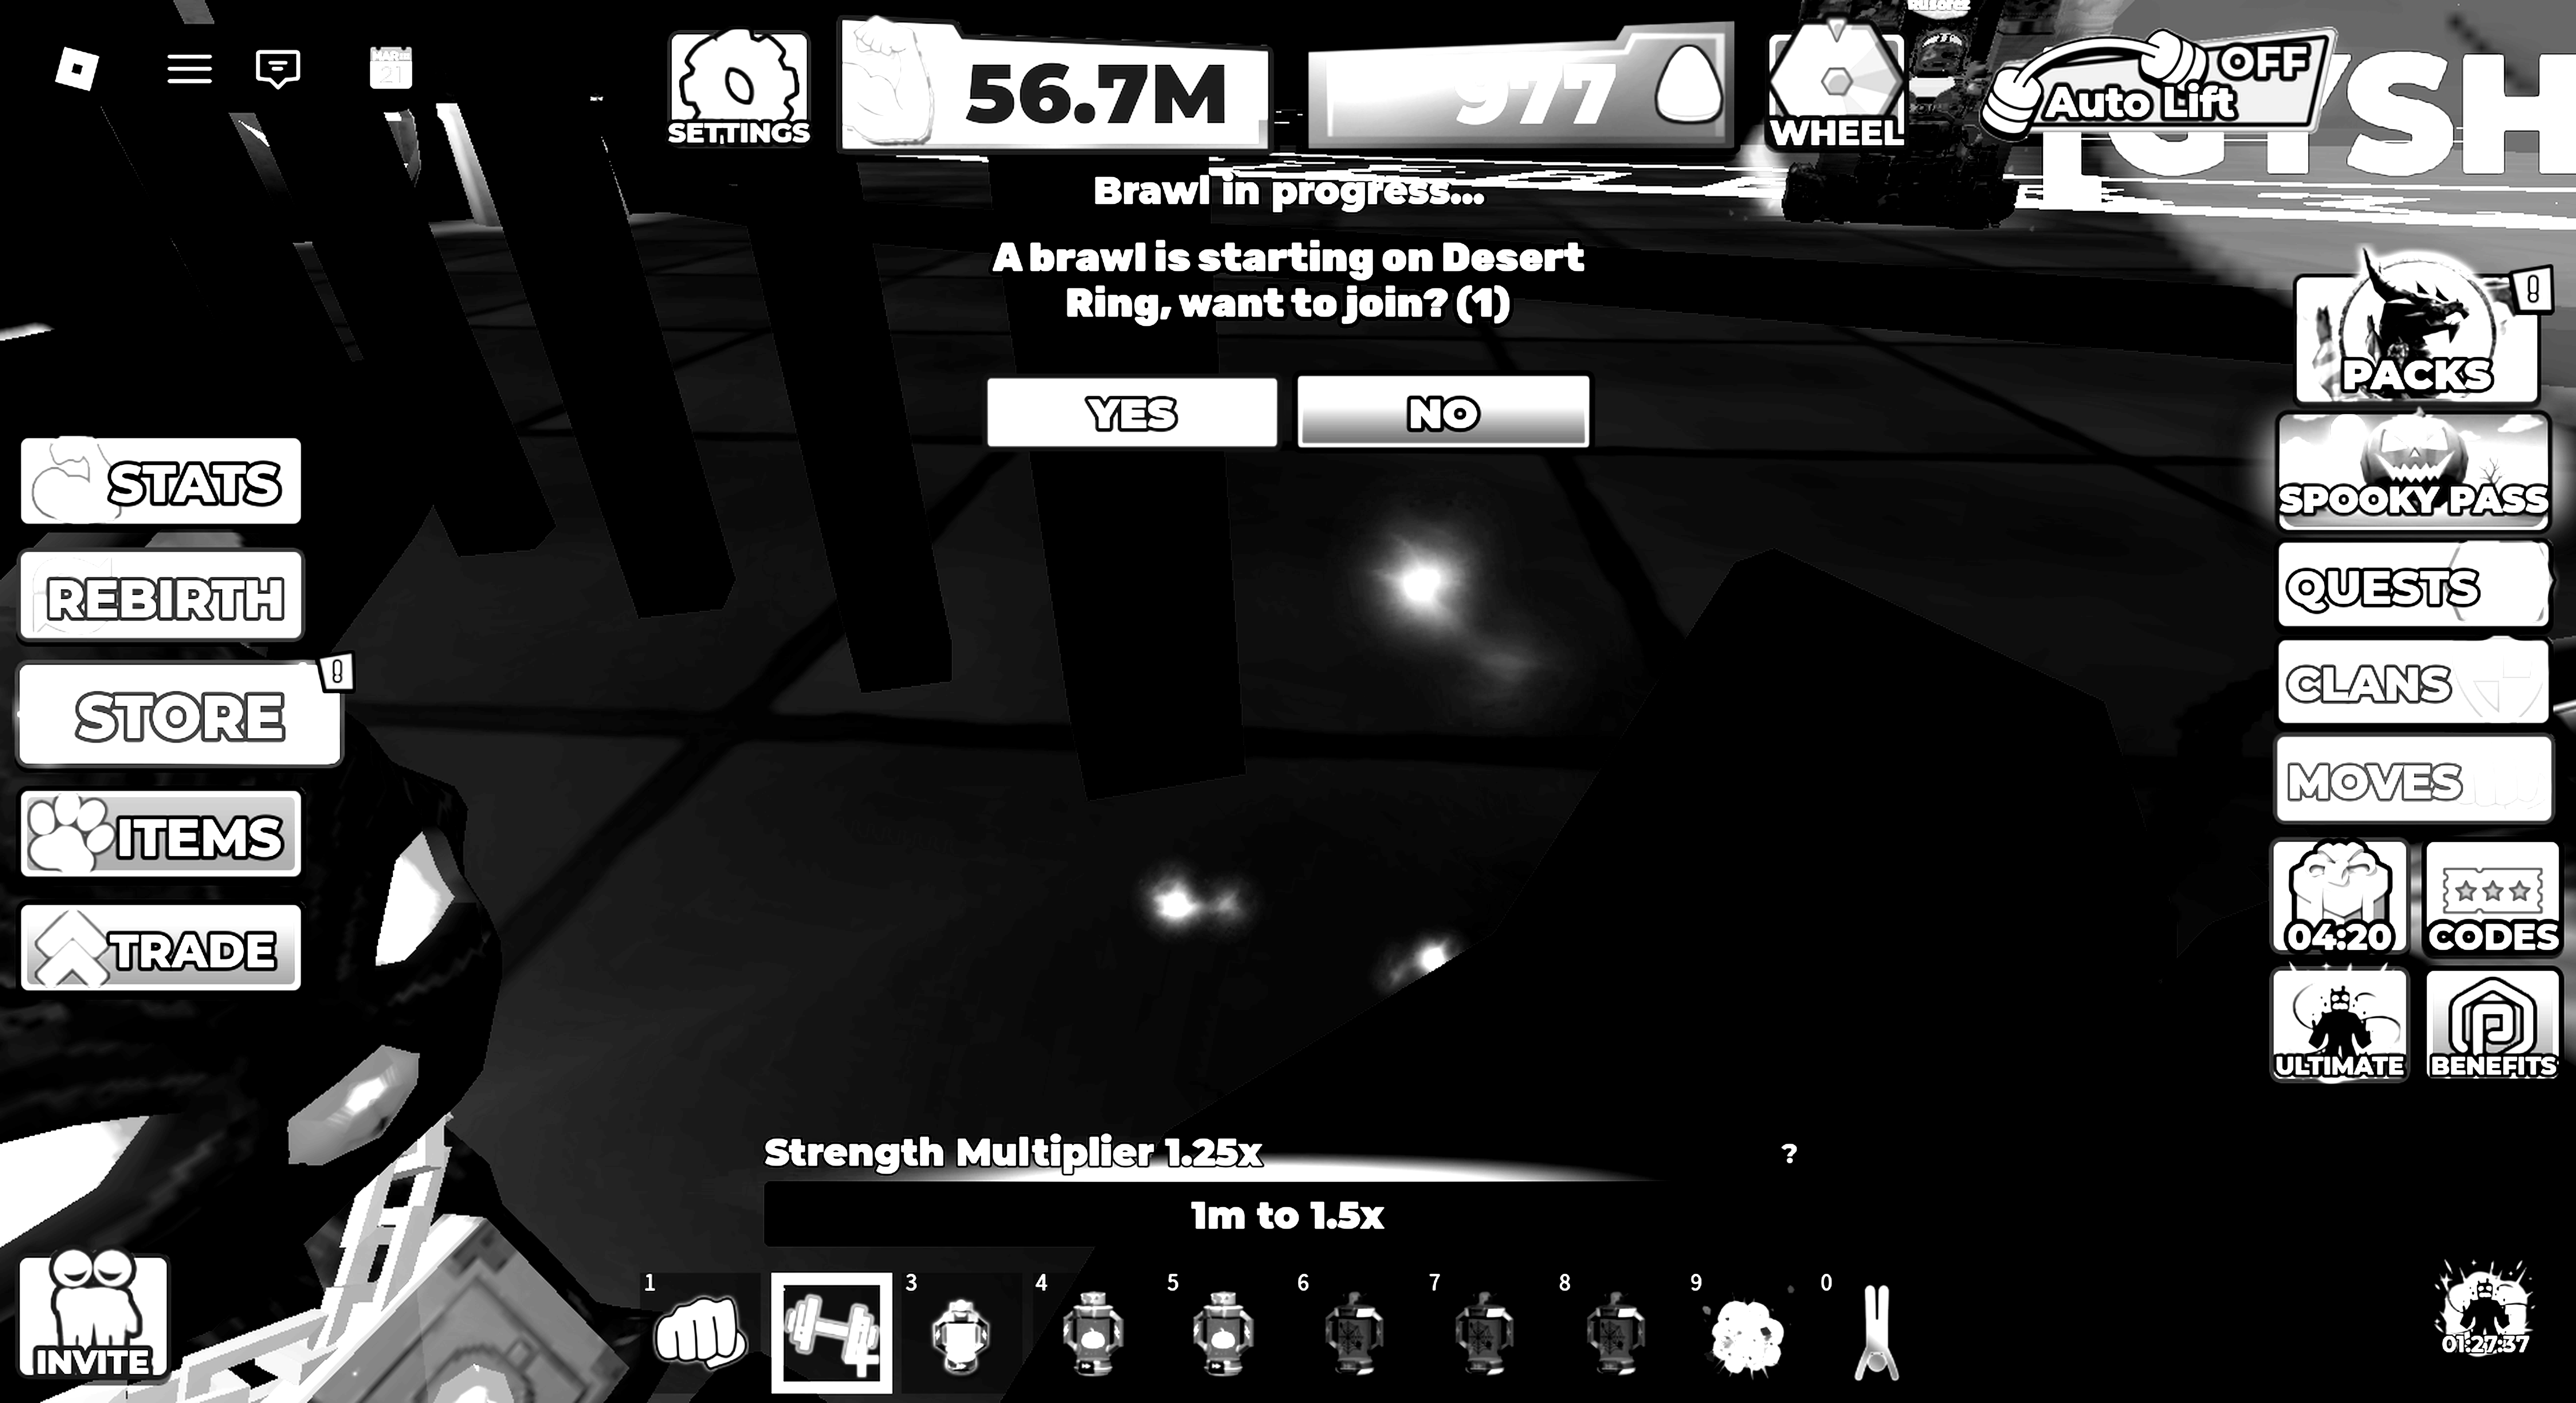 MAR
21
SETTINGS
56.7M
977
WHEEL
OFF
Auto Lift
Brawl in progress...
A brawl is starting on Desert
Ring, want to join? (1)
YES
NO
STATS
REBIRTH
!
STORE
ITEMS
TRADE
INVITE
!
PACKS
SPOOKY PASS
QUESTS
CLANS
MOVES
04:20
CODES
ULTIMATE
BENEFITS
Strength Multiplier 1.25x
?
1m to 1.5x
1
3
4
5
6
7
8
9
0
01:27:37